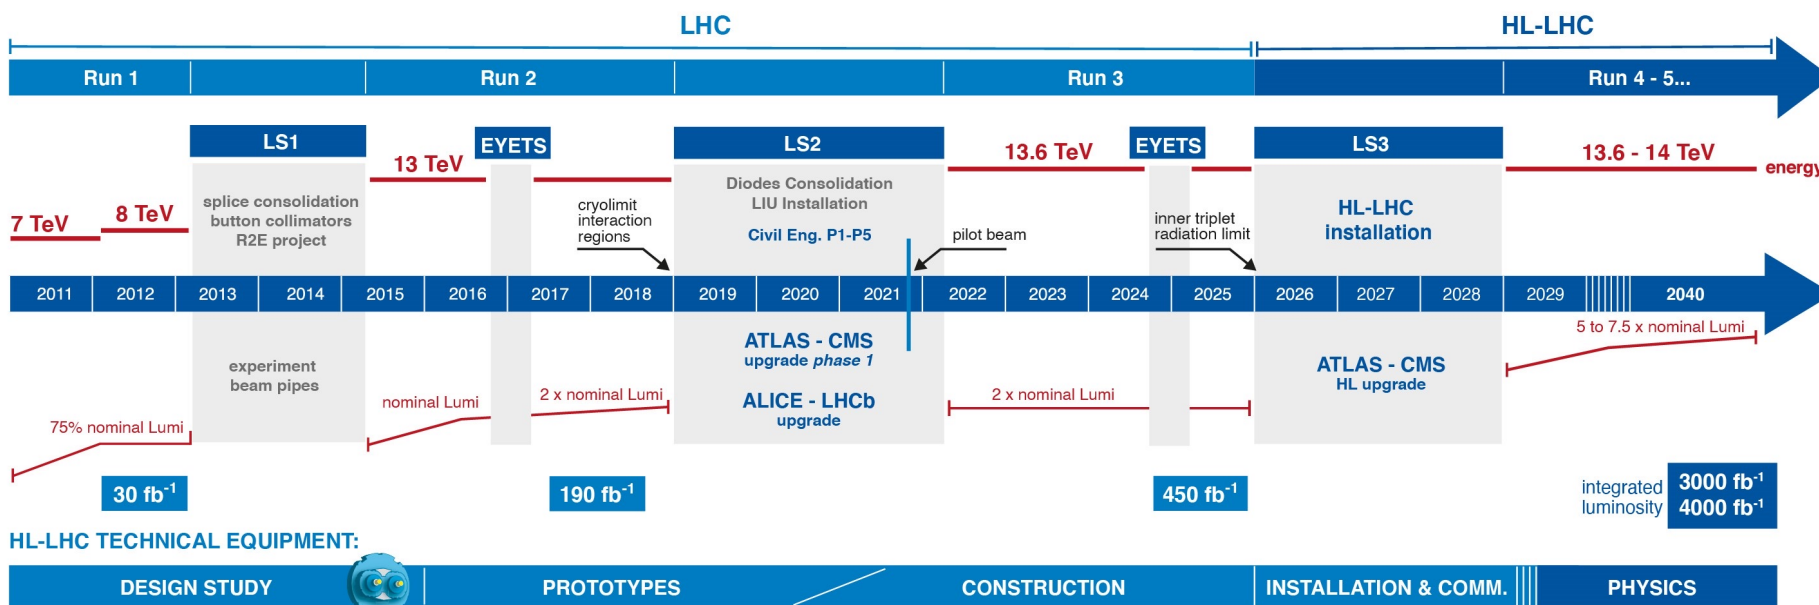 LHC
HL-LHC
Run 1
Run 2
Run 3
Run 4 - 5...
LS1
EYETS
LS2
EYETS
LS3
7 TeV
8 TeV
13 TeV
13.6 TeV
13.6 - 14 TeV
energy
splice consolidation
button collimators
R2E project
cryolimit
interaction
regions
Diodes Consolidation
LIU Installation
Civil Eng. P1-P5
pilot beam
inner triplet
radiation limit
HL-LHC
installation
2011
2012
2013
2014
2015
2016
2017
2018
2019
2020
2021
2022
2023
2024
2025
2026
2027
2028
2029
2040
experiment
beam pipes
ATLAS - CMS
upgrade phase 1
ALICE - LHCb
upgrade
ATLAS - CMS
HL upgrade
75% nominal Lumi
nominal Lumi
2 x nominal Lumi
2 x nominal Lumi
5 to 7.5 x nominal Lumi
30 fb⁻¹
190 fb⁻¹
450 fb⁻¹
integrated
luminosity
3000 fb⁻¹
4000 fb⁻¹
HL-LHC TECHNICAL EQUIPMENT:
DESIGN STUDY
PROTOTYPES
CONSTRUCTION
INSTALLATION & COMM.
PHYSICS